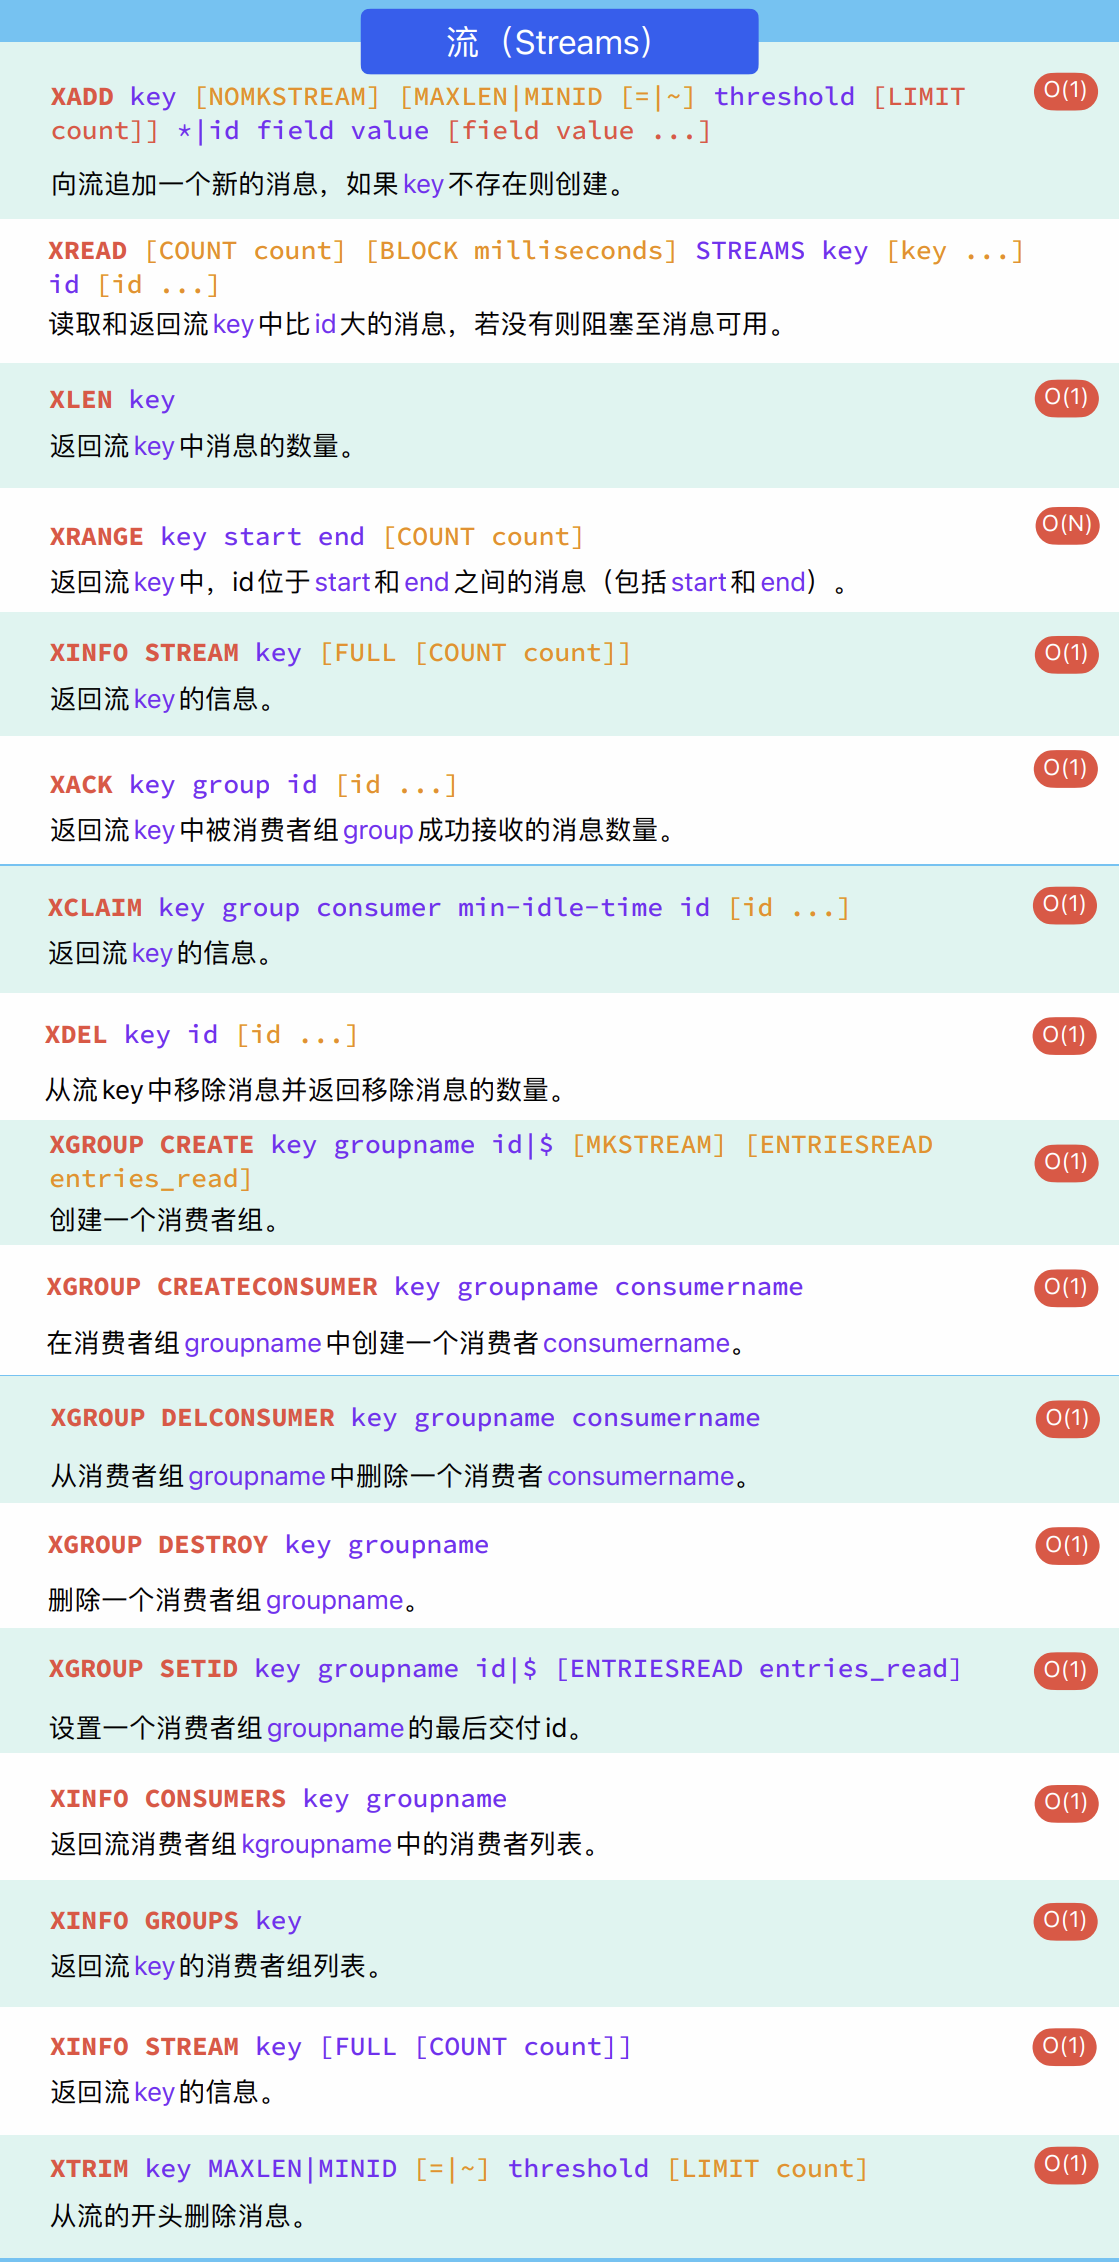 流（Streams）
XADD key [NOMKSTREAM] [MAXLEN|MINID [=|~] threshold [LIMIT
count]] *|id field value [field value ...]
O(1)
向流追加一个新的消息，如果key不存在则创建。
XREAD [COUNT count] [BLOCK milliseconds] STREAMS key [key ...]
id [id ...]
读取和返回流key中比id大的消息，若没有则阻塞至消息可用。
XLEN key
O(1)
返回流key中消息的数量。
XRANGE key start end [COUNT count]
O(N)
返回流key中，id位于start和end之间的消息（包括start和end）。
XINFO STREAM key [FULL [COUNT count]]
O(1)
返回流key的信息。
XACK key group id [id ...]
O(1)
返回流key中被消费者组group成功接收的消息数量。
XCLAIM key group consumer min-idle-time id [id ...]
O(1)
返回流key的信息。
XDEL key id [id ...]
O(1)
从流key中移除消息并返回移除消息的数量。
XGROUP CREATE key groupname id|$ [MKSTREAM] [ENTRIESREAD
entries_read]
O(1)
创建一个消费者组。
XGROUP CREATECONSUMER key groupname consumername
O(1)
在消费者组groupname中创建一个消费者consumername。
XGROUP DELCONSUMER key groupname consumername
O(1)
从消费者组groupname中删除一个消费者consumername。
XGROUP DESTROY key groupname
O(1)
删除一个消费者组groupname。
XGROUP SETID key groupname id|$ [ENTRIESREAD entries_read]
O(1)
设置一个消费者组groupname的最后交付id。
XINFO CONSUMERS key groupname
O(1)
返回流消费者组kgroupname中的消费者列表。
XINFO GROUPS key
O(1)
返回流key的消费者组列表。
XINFO STREAM key [FULL [COUNT count]]
O(1)
返回流key的信息。
XTRIM key MAXLEN|MINID [=|~] threshold [LIMIT count]
O(1)
从流的开头删除消息。